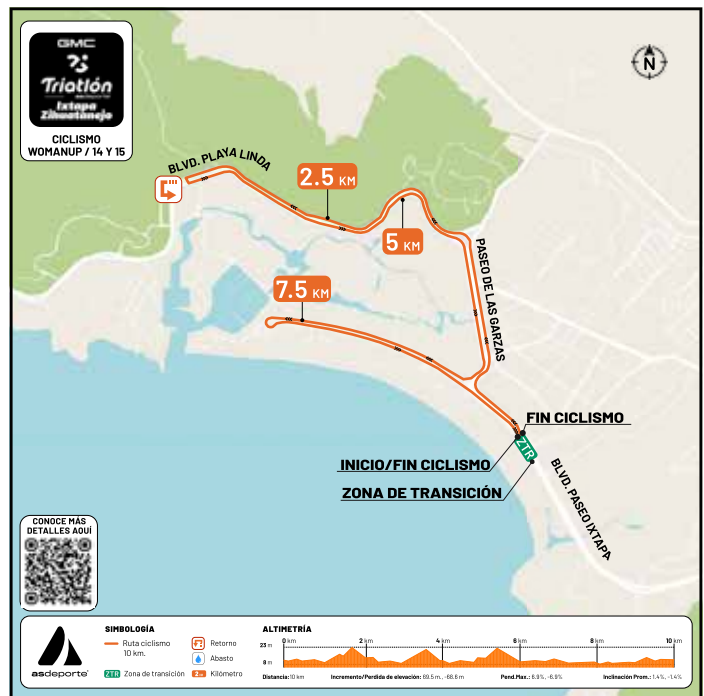 GMC
Triatlón
asdeporte
Ixtapa
Zihuatanejo
CICLISMO
WOMANUP / 14 Y 15
N
BLVD. PLAYA LINDA
2.5 KM
5 KM
7.5 KM
PASEO DE LAS GARZAS
FIN CICLISMO
ZTR
INICIO/FIN CICLISMO
ZONA DE TRANSICIÓN
BLVD. PASEO IXTAPA
CONOCE MÁS
DETALLES AQUÍ
asdeporte
SIMBOLOGÍA
Ruta ciclismo
10 km.
ZTR Zona de transición
Retorno
Abasto
Kilómetro
ALTIMETRÍA
0 km 2 km 4 km 6 km 8 km 10 km
23 m
8 m
Distancia: 10 km Incremento/Perdida de elevación: 69.5 m., -68.6 m Pend.Max.: 6.9%, -6.8% Inclinación Prom.: 1.4%, -1.4%